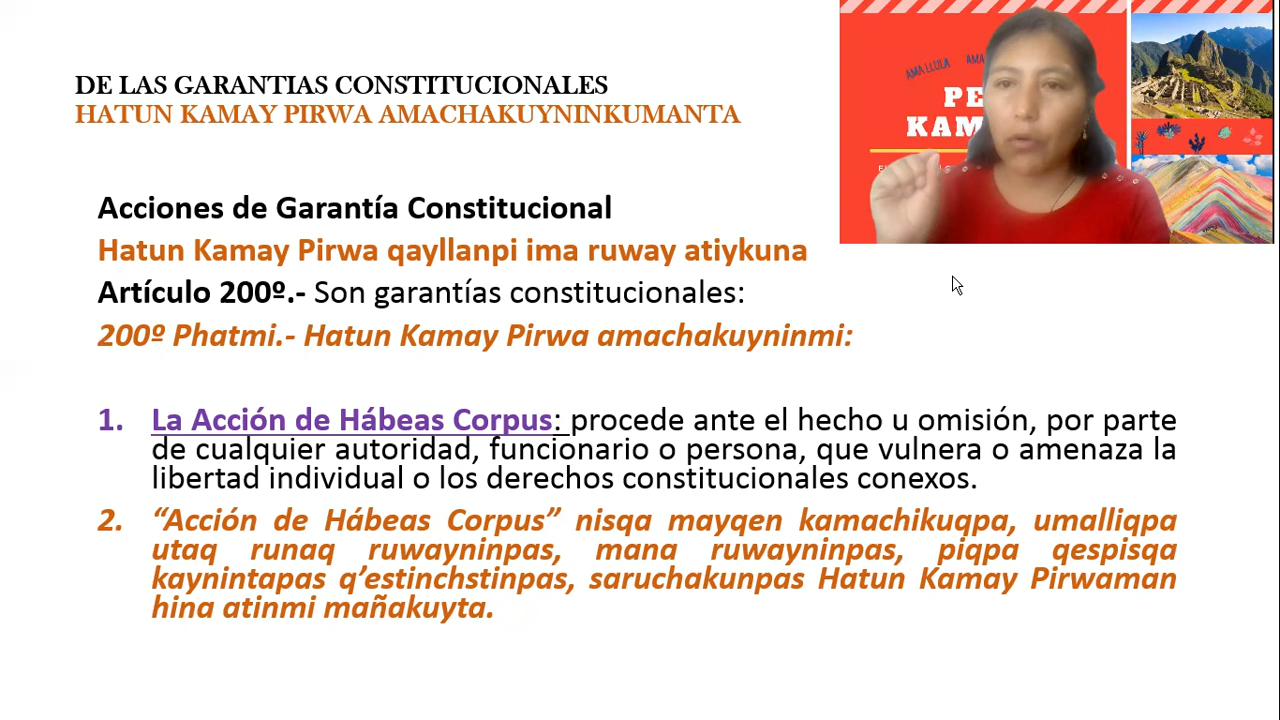 DE LAS GARANTIAS CONSTITUCIONALES
HATUN KAMAY PIRWA AMACHAKUYNINKUMANTA
AMA LLULLA AMA
PE
KAM
Acciones de Garantía Constitucional
Hatun Kamay Pirwa qayllanpi ima ruway atiykuna
Artículo 200º.- Son garantías constitucionales:
200º Phatmi.- Hatun Kamay Pirwa amachakuyninmi:
1. La Acción de Hábeas Corpus: procede ante el hecho u omisión, por parte
de cualquier autoridad, funcionario o persona, que vulnera o amenaza la
libertad individual o los derechos constitucionales conexos.
2. “Acción de Hábeas Corpus” nisqa mayqen kamachikuqpa, umalliqpa
utaq runaq ruwayninpas, mana ruwayninpas, piqpa qespisqa
kaynintapas q’estinchstinpas, saruchakunpas Hatun Kamay Pirwaman
hina atinmi mañakuyta.